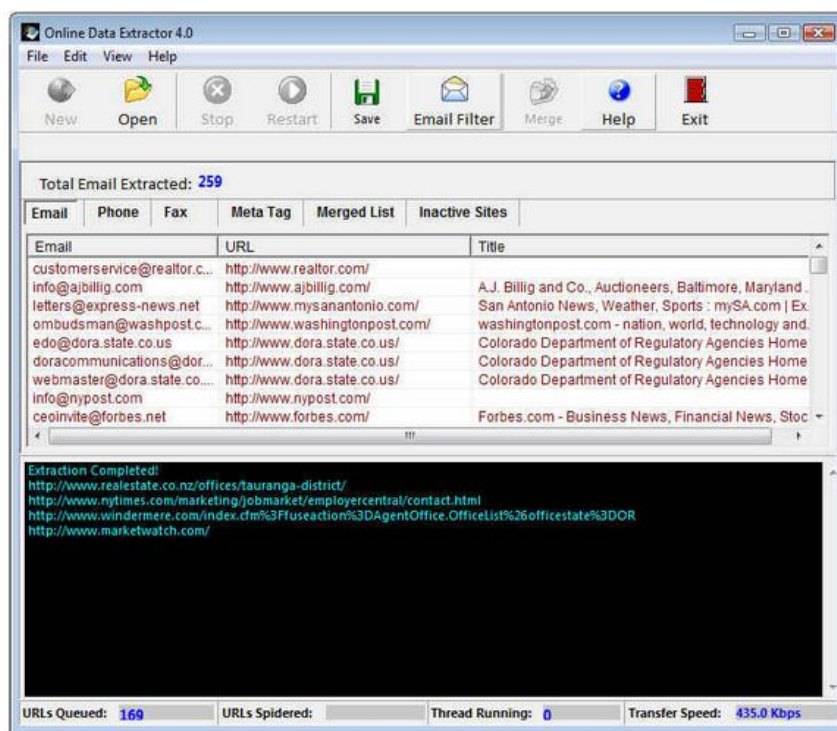 Online Data Extractor 4.0
File Edit View Help
New Open Stop Restart Save Email Filter Merge Help Exit
Total Email Extracted: 259
Email Phone Fax Meta Tag Merged List Inactive Sites
Email URL Title
customerservice@realtor.c... http://www.realtor.com/
info@ajbillig.com http://www.ajbillig.com/ A.J. Billig and Co., Auctioneers, Baltimore, Maryland .
letters@express-news.net http://www.mysanantonio.com/ San Antonio News, Weather, Sports : mySA.com | Ex.
ombudsman@washpost.c... http://www.washingtonpost.com/ washingtonpost.com - nation, world, technology and.
edo@dora.state.co.us http://www.dora.state.co.us/ Colorado Department of Regulatory Agencies Home
doracommunications@dor... http://www.dora.state.co.us/ Colorado Department of Regulatory Agencies Home
webmaster@dora.state.co.... http://www.dora.state.co.us/ Colorado Department of Regulatory Agencies Home
info@nypost.com http://www.nypost.com/
ceoinvite@forbes.net http://www.forbes.com/ Forbes.com - Business News, Financial News, Stoc
Extraction Completed!
http://www.realestate.co.nz/offices/tauranga-district/
http://www.nytimes.com/marketing/jobmarket/employercentral/contact.html
http://www.windermere.com/index.cfm%3Ffuseaction%3DAgentOffice.OfficeList%26officestate%3DOR
http://www.marketwatch.com/
URLs Queued: 169 URLs Spidered: Thread Running: 0 Transfer Speed: 435.0 Kbps